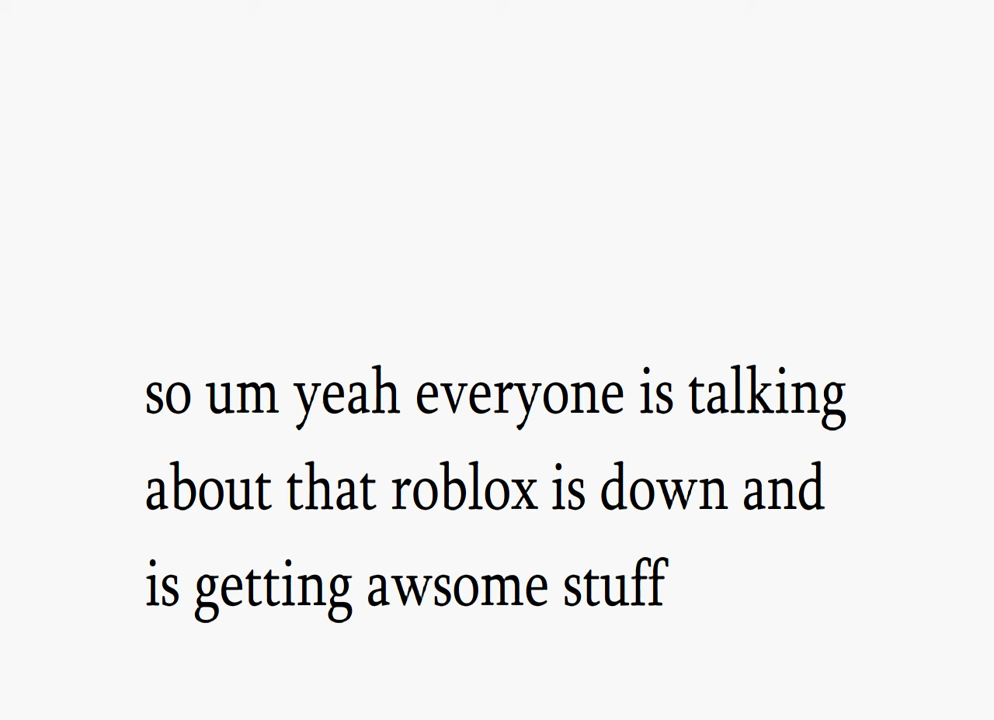 so um yeah everyone is talking
about that roblox is down and
is getting awsome stuff